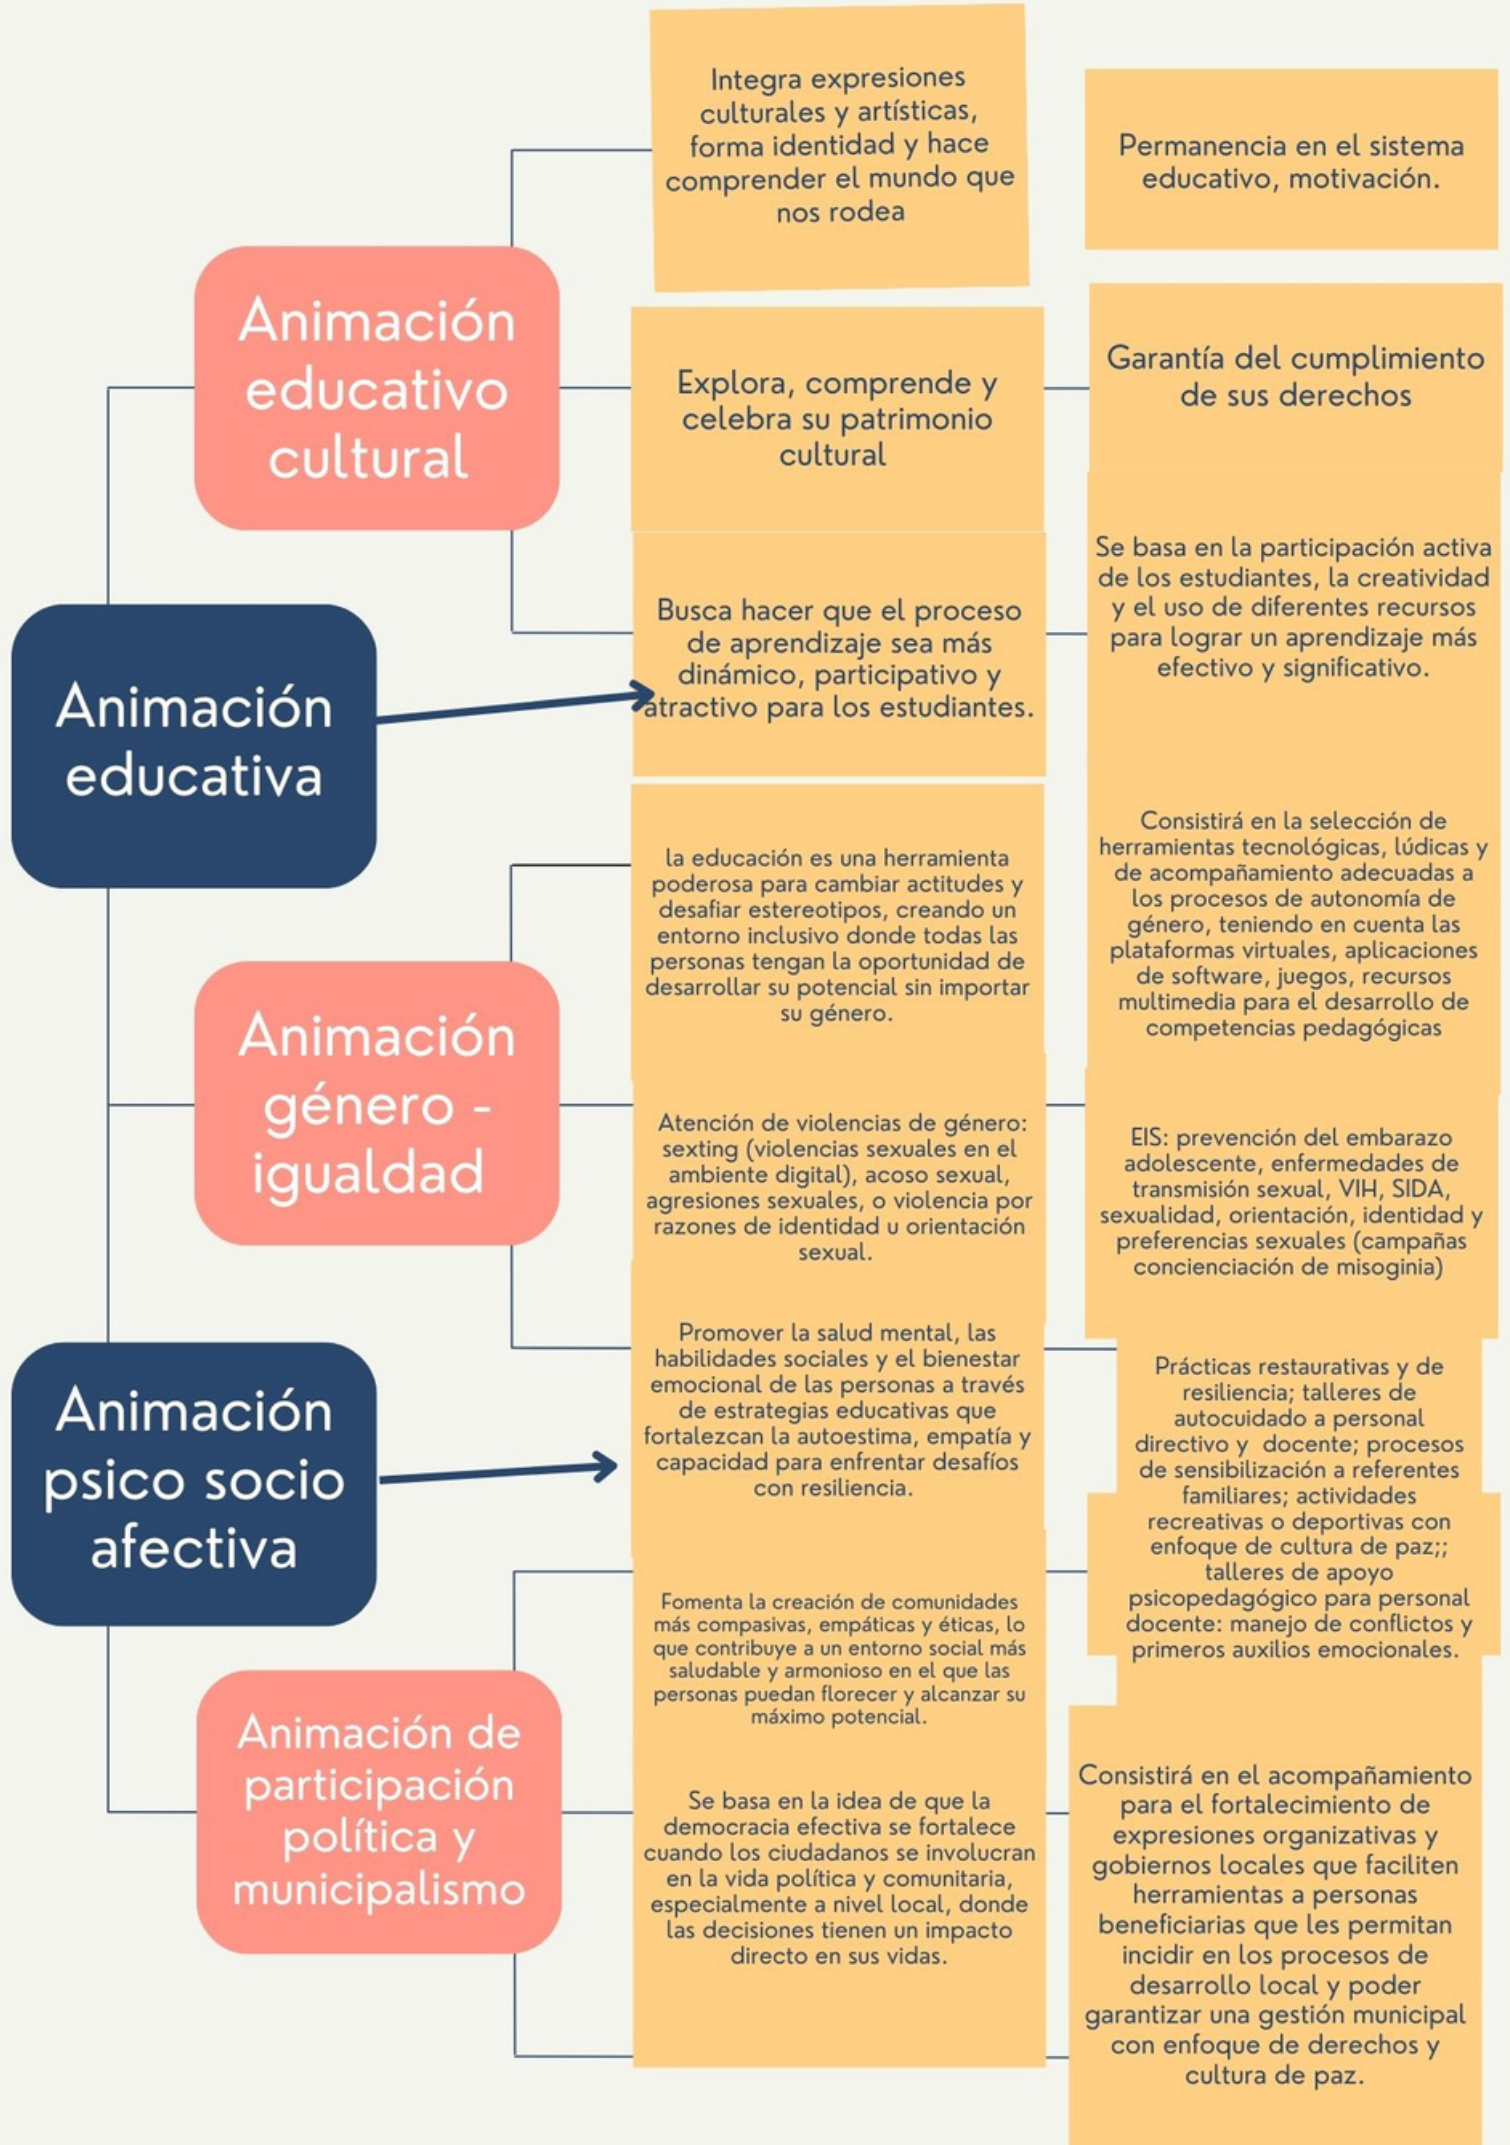 Integra expresiones
culturales y artísticas,
forma identidad y hace
comprender el mundo que
nos rodea
Permanencia en el sistema
educativo, motivación.
Animación
educativo
cultural
Explora, comprende y
celebra su patrimonio
cultural
Garantía del cumplimiento
de sus derechos
Animación
educativa
Busca hacer que el proceso
de aprendizaje sea más
dinámico, participativo y
atractivo para los estudiantes.
Se basa en la participación activa
de los estudiantes, la creatividad
y el uso de diferentes recursos
para lograr un aprendizaje más
efectivo y significativo.
la educación es una herramienta
poderosa para cambiar actitudes y
desafiar estereotipos, creando un
entorno inclusivo donde todas las
personas tengan la oportunidad de
desarrollar su potencial sin importar
su género.
Consistirá en la selección de
herramientas tecnológicas, lúdicas y
de acompañamiento adecuadas a
los procesos de autonomía de
género, teniendo en cuenta las
plataformas virtuales, aplicaciones
de software, juegos, recursos
multimedia para el desarrollo de
competencias pedagógicas
Animación
género -
igualdad
Atención de violencias de género:
sexting (violencias sexuales en el
ambiente digital), acoso sexual,
agresiones sexuales, o violencia por
razones de identidad u orientación
sexual.
EIS: prevención del embarazo
adolescente, enfermedades de
transmisión sexual, VIH, SIDA,
sexualidad, orientación, identidad y
preferencias sexuales (campañas
concienciación de misoginia)
Animación
psico socio
afectiva
Promover la salud mental, las
habilidades sociales y el bienestar
emocional de las personas a través
de estrategias educativas que
fortalezcan la autoestima, empatía y
capacidad para enfrentar desafíos
con resiliencia.
Prácticas restaurativas y de
resiliencia; talleres de
autocuidado a personal
directivo y  docente; procesos
de sensibilización a referentes
familiares; actividades
recreativas o deportivas con
enfoque de cultura de paz;;
talleres de apoyo
psicopedagógico para personal
docente: manejo de conflictos y
primeros auxilios emocionales.
Fomenta la creación de comunidades
más compasivas, empáticas y éticas, lo
que contribuye a un entorno social más
saludable y armonioso en el que las
personas puedan florecer y alcanzar su
máximo potencial.
Animación de
participación
política y
municipalismo
Se basa en la idea de que la
democracia efectiva se fortalece
cuando los ciudadanos se involucran
en la vida política y comunitaria,
especialmente a nivel local, donde
las decisiones tienen un impacto
directo en sus vidas.
Consistirá en el acompañamiento
para el fortalecimiento de
expresiones organizativas y
gobiernos locales que faciliten
herramientas a personas
beneficiarias que les permitan
incidir en los procesos de
desarrollo local y poder
garantizar una gestión municipal
con enfoque de derechos y
cultura de paz.